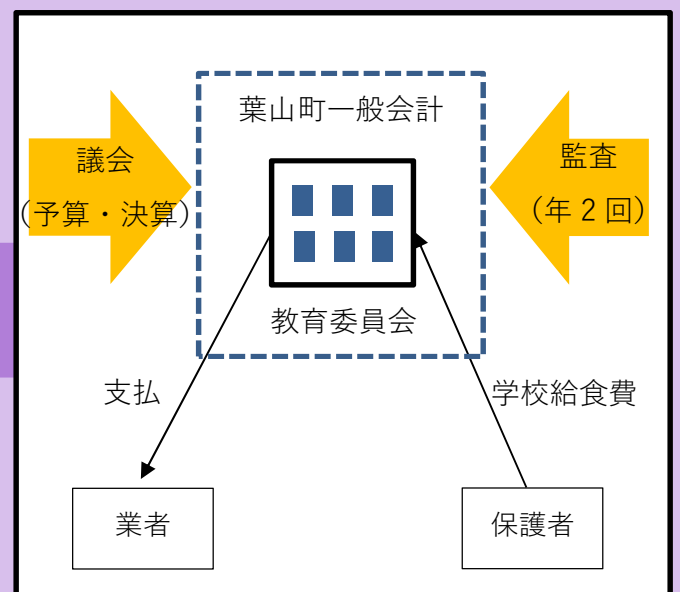 葉山町一般会計
議会
(予算・決算)
監査
(年2回)
教育委員会
支払
学校給食費
業者
保護者